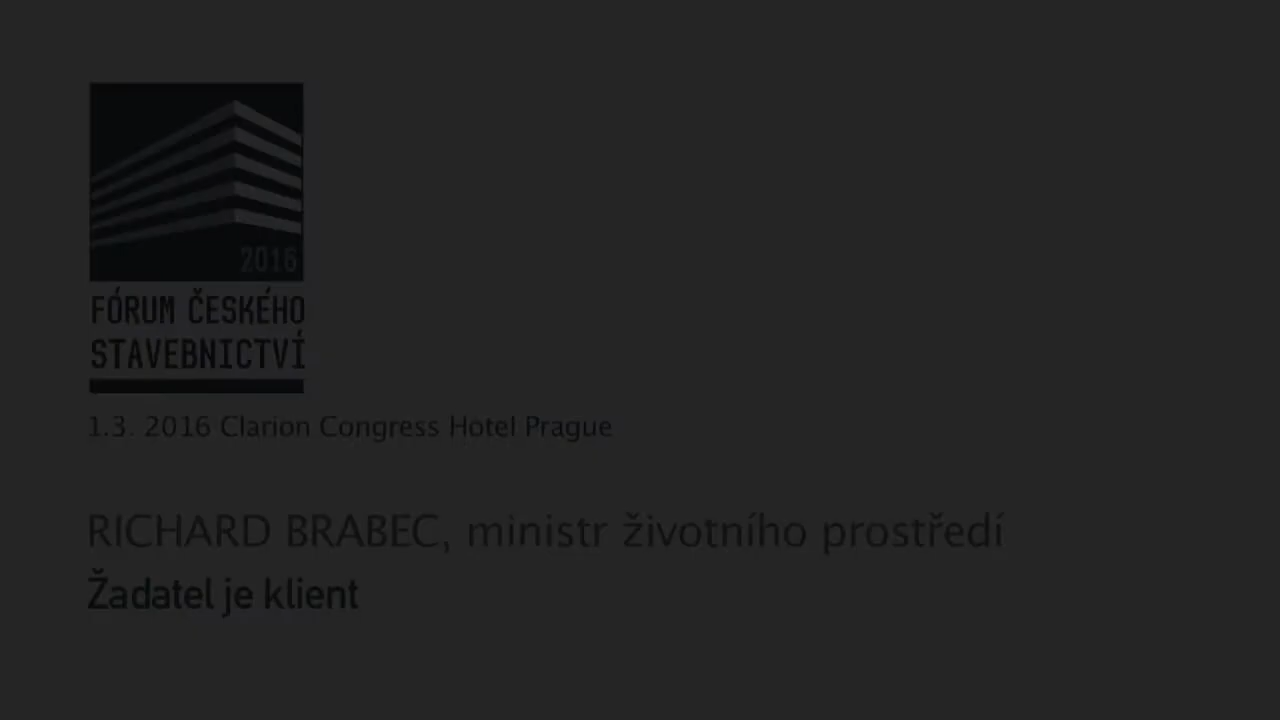 2016
FÓRUM ČESKÉHO
STAVEBNICTVÍ
1.3. 2016 Clarion Congress Hotel Prague
RICHARD BRABEC, ministr životního prostředí
Žadatel je klient